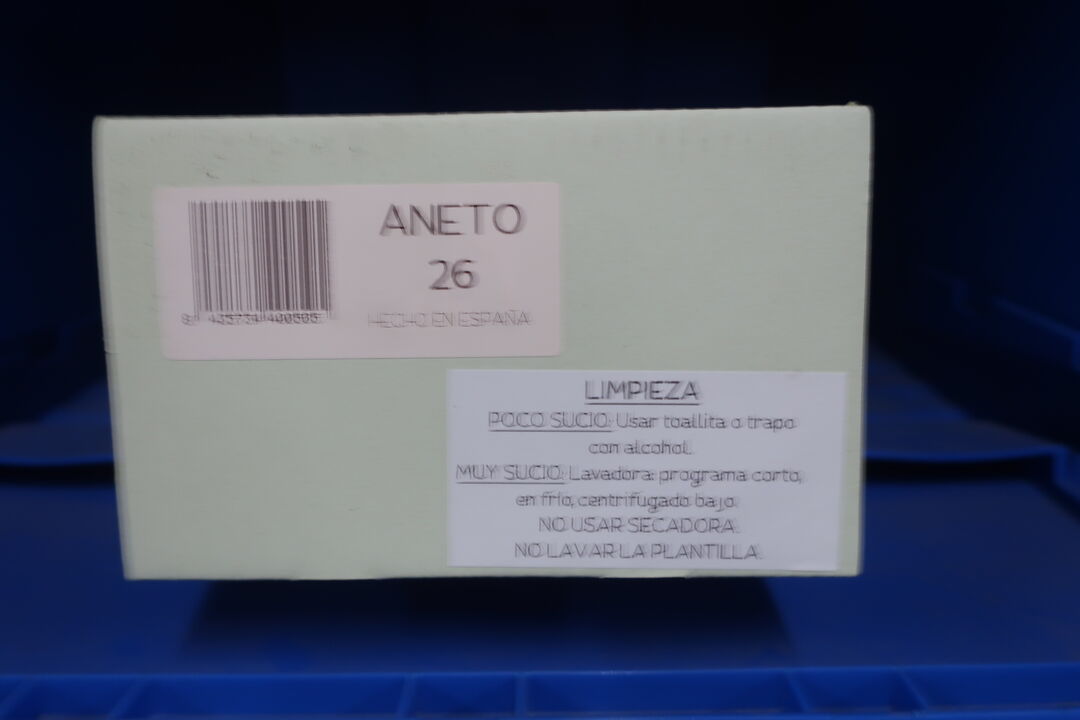 ANETO
26
HECHO EN ESPAÑA
LIMPIEZA
POCO SUCIO: Usar toallita o trapo
con alcohol.
MUY SUCIO: Lavadora: programa corto,
en frío, centrifugado bajo.
NO USAR SECADORA.
NO LAVAR LA PLANTILLA.